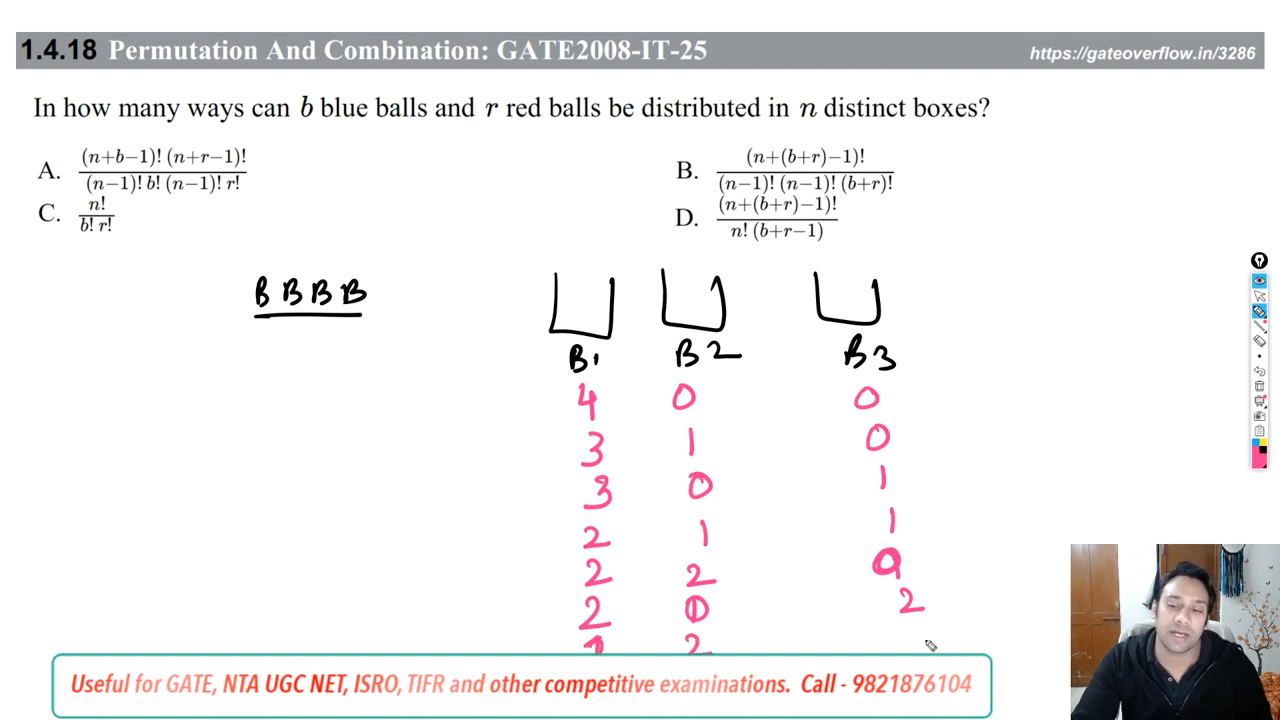 1.4.18 Permutation And Combination: GATE2008-IT-25 https://gateoverflow.in/3286
In how many ways can b blue balls and r red balls be distributed in n distinct boxes?
A. (n+b−1)! (n+r−1)! / (n−1)! b! (n−1)! r!
B. (n+(b+r)−1)! / (n−1)! (n−1)! (b+r)!
C. n! / b! r!
D. (n+(b+r)−1)! / n! (b+r−1)
B B B B
B1 B2 B3
4 0 0
3 1 0
3 0 1
2 1 1
2 2 0
2 0 2
1 2
Useful for GATE, NTA UGC NET, ISRO, TIFR and other competitive examinations. Call - 9821876104